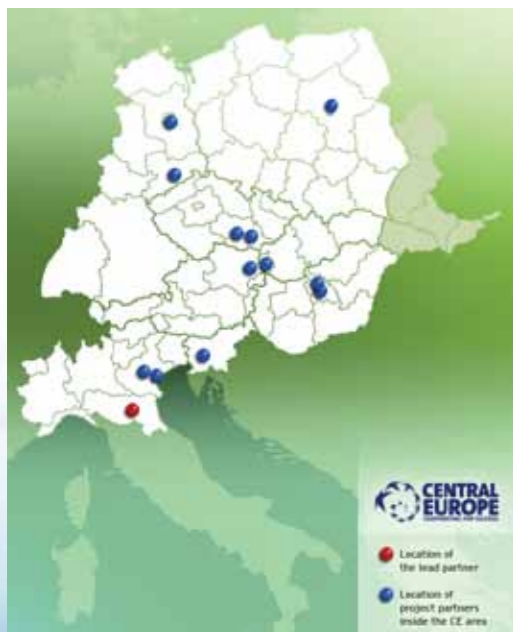 CENTRAL
EUROPE
COOPERATING FOR SUCCESS.
Location of
the lead partner
Location of
project partners
inside the CE area